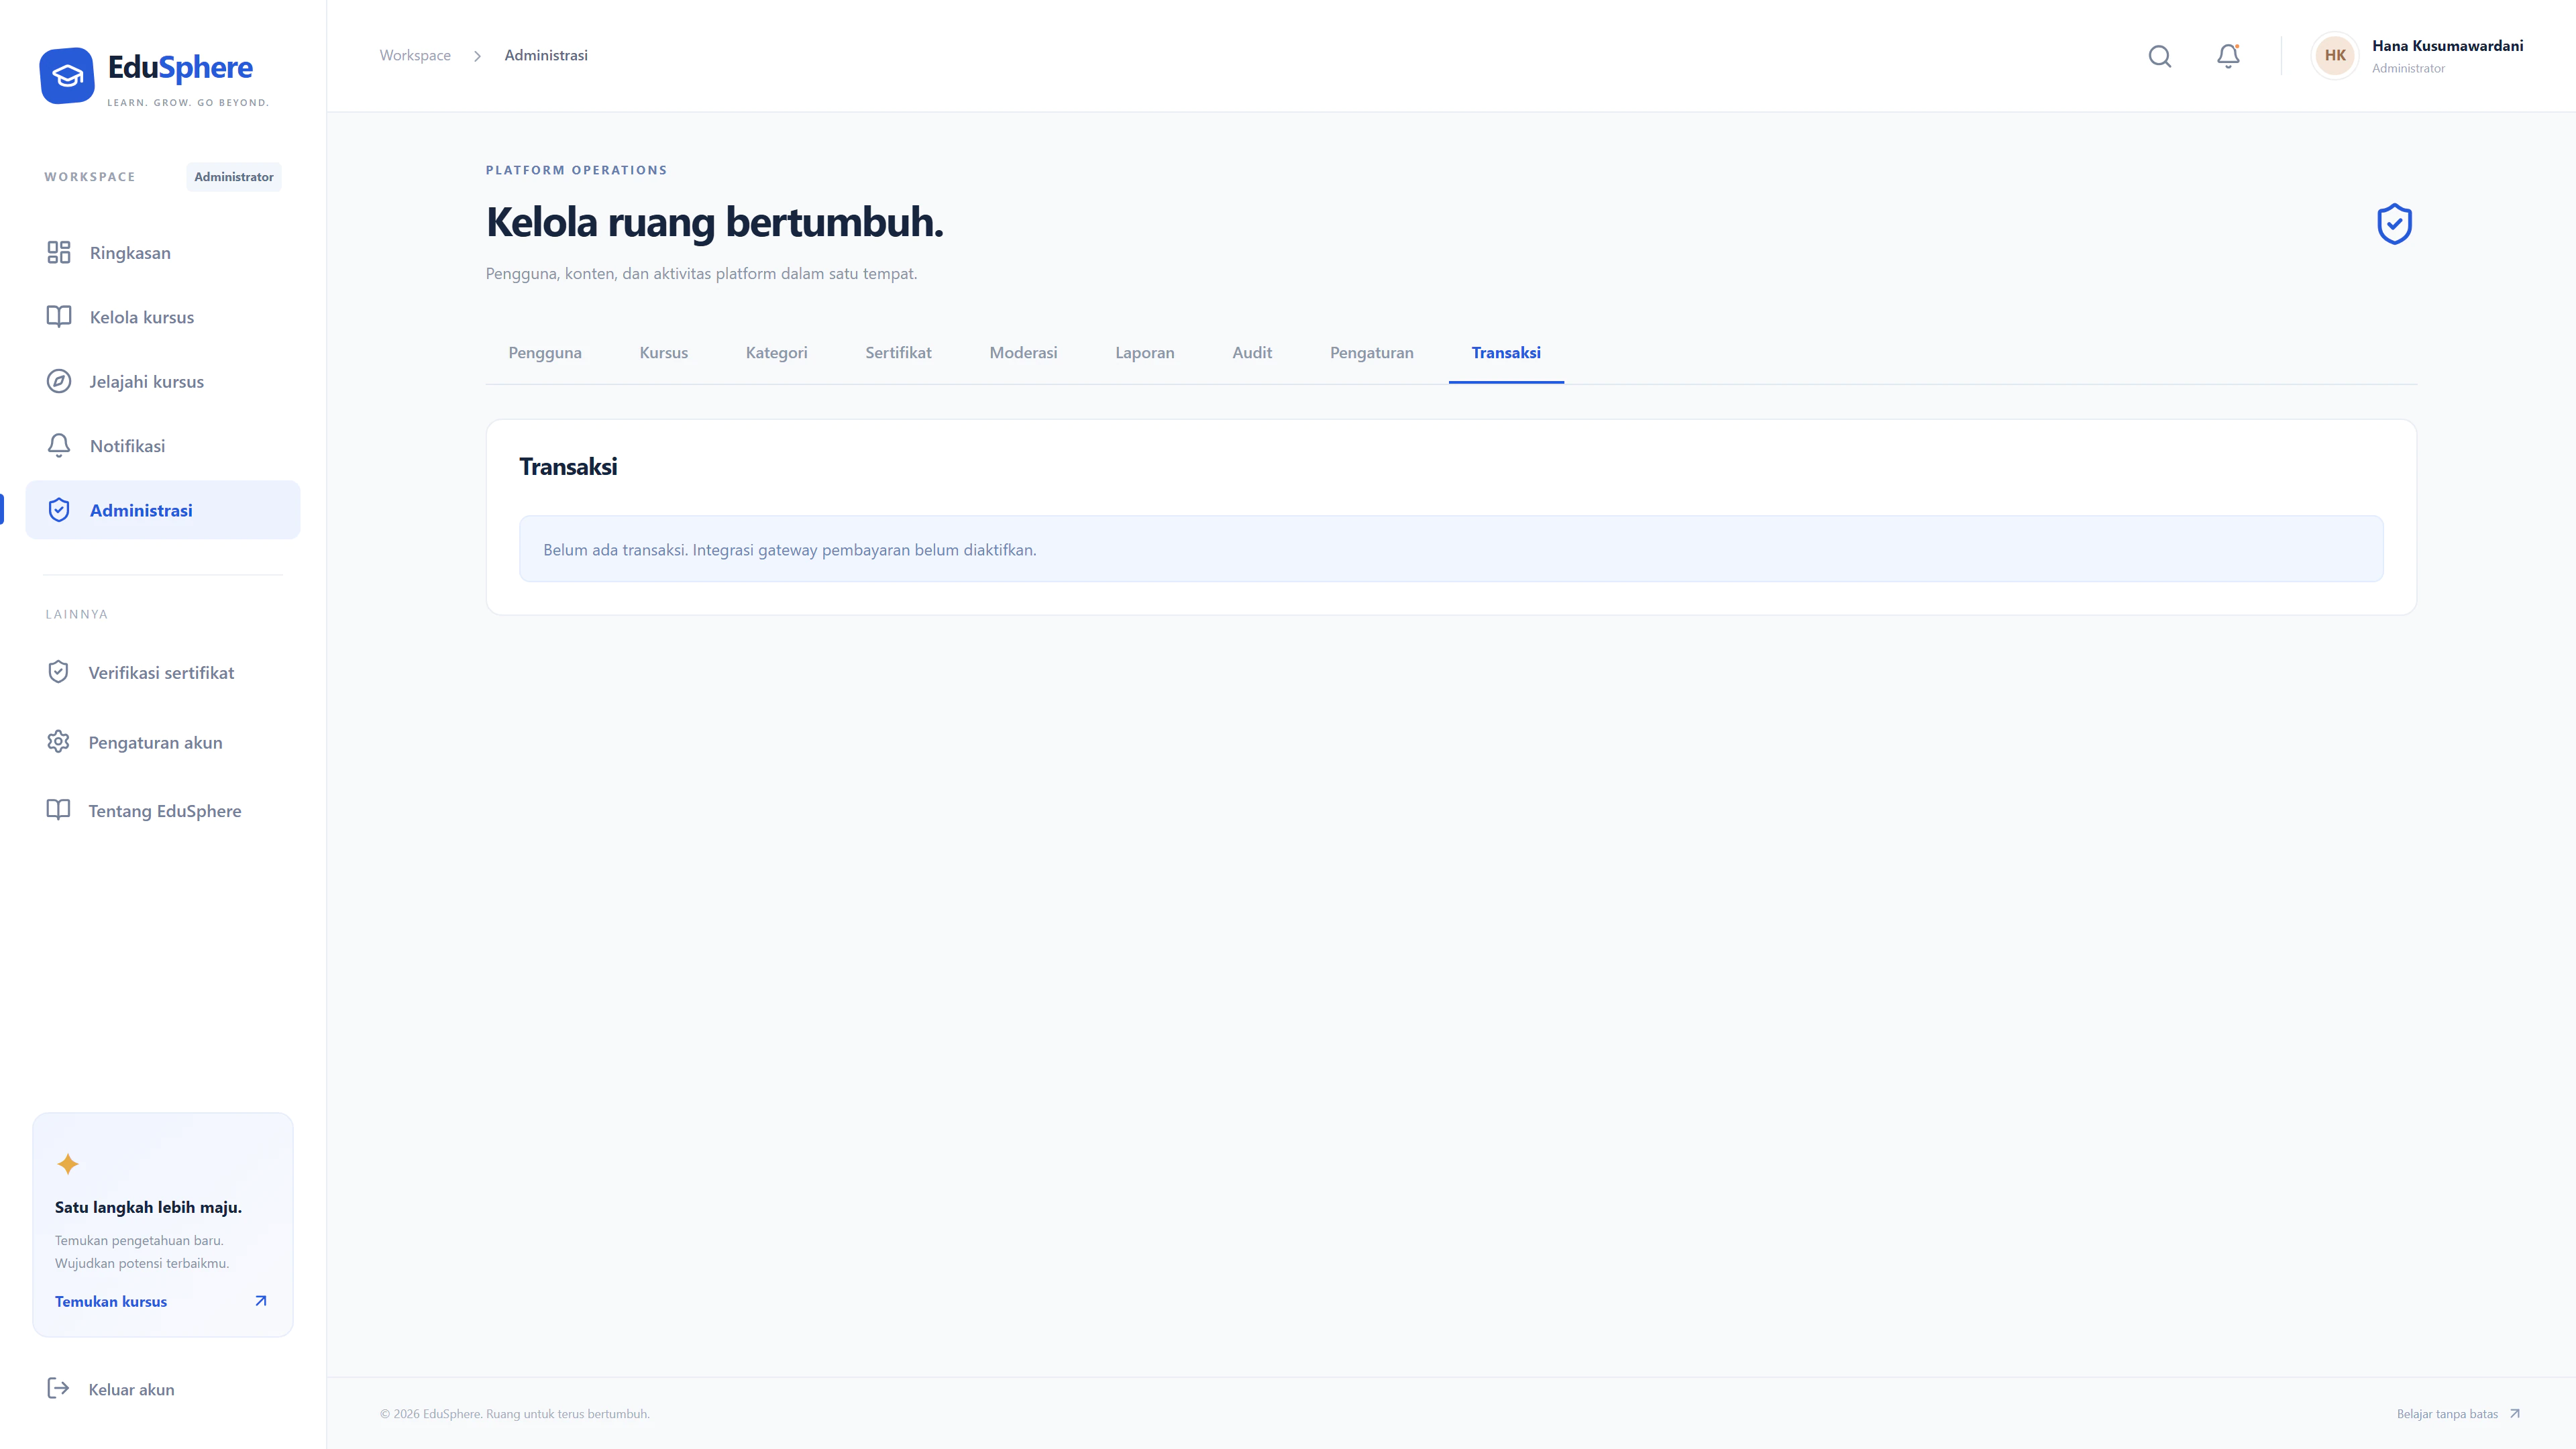 EduSphere
LEARN. GROW. GO BEYOND.
WORKSPACE
Administrator
Ringkasan
Kelola kursus
Jelajahi kursus
Notifikasi
Administrasi
LAINNYA
Verifikasi sertifikat
Pengaturan akun
Tentang EduSphere
Satu langkah lebih maju.
Temukan pengetahuan baru.
Wujudkan potensi terbaikmu.
Temukan kursus
Keluar akun
Workspace
Administrasi
HK
Hana Kusumawardani
Administrator
PLATFORM OPERATIONS
Kelola ruang bertumbuh.
Pengguna, konten, dan aktivitas platform dalam satu tempat.
Pengguna
Kursus
Kategori
Sertifikat
Moderasi
Laporan
Audit
Pengaturan
Transaksi
Transaksi
Belum ada transaksi. Integrasi gateway pembayaran belum diaktifkan.
© 2026 EduSphere. Ruang untuk terus bertumbuh.
Belajar tanpa batas